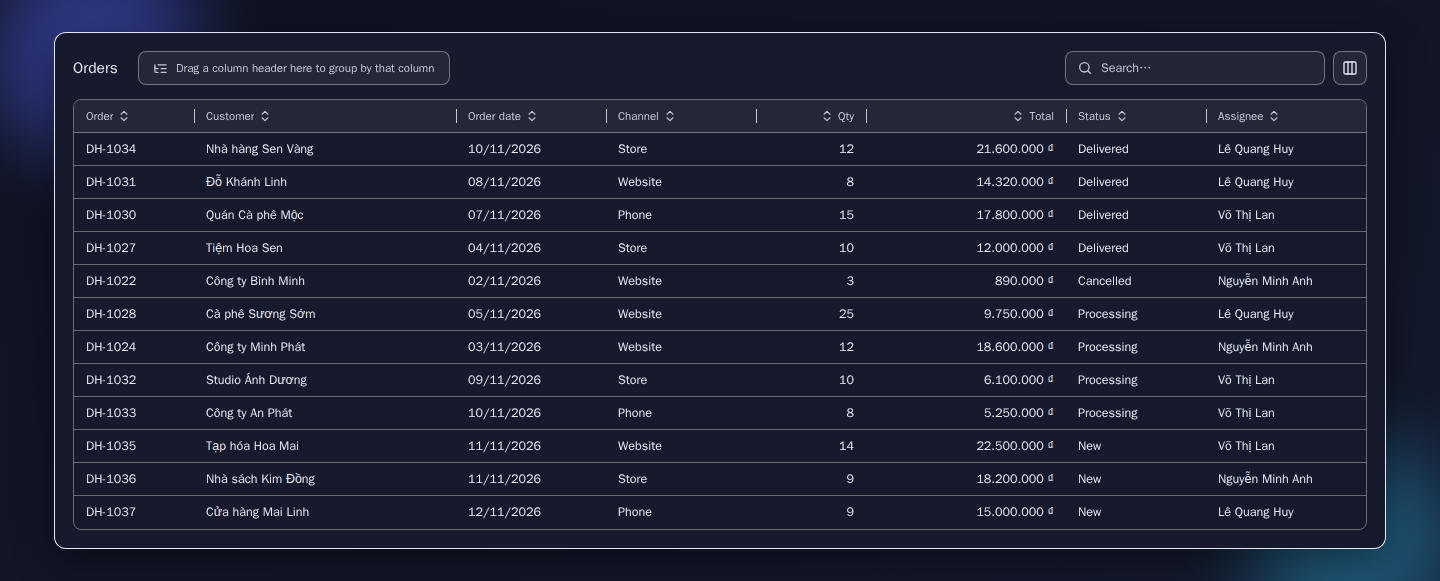 Orders
Drag a column header here to group by that column
Search…
Order Customer Order date Channel Qty Total Status Assignee
DH-1034 Nhà hàng Sen Vàng 10/11/2026 Store 12 21.600.000 ₫ Delivered Lê Quang Huy
DH-1031 Đỗ Khánh Linh 08/11/2026 Website 8 14.320.000 ₫ Delivered Lê Quang Huy
DH-1030 Quán Cà phê Mộc 07/11/2026 Phone 15 17.800.000 ₫ Delivered Võ Thị Lan
DH-1027 Tiệm Hoa Sen 04/11/2026 Store 10 12.000.000 ₫ Delivered Võ Thị Lan
DH-1022 Công ty Bình Minh 02/11/2026 Website 3 890.000 ₫ Cancelled Nguyễn Minh Anh
DH-1028 Cà phê Sương Sớm 05/11/2026 Website 25 9.750.000 ₫ Processing Lê Quang Huy
DH-1024 Công ty Minh Phát 03/11/2026 Website 12 18.600.000 ₫ Processing Nguyễn Minh Anh
DH-1032 Studio Ánh Dương 09/11/2026 Store 10 6.100.000 ₫ Processing Võ Thị Lan
DH-1033 Công ty An Phát 10/11/2026 Phone 8 5.250.000 ₫ Processing Võ Thị Lan
DH-1035 Tạp hóa Hoa Mai 11/11/2026 Website 14 22.500.000 ₫ New Võ Thị Lan
DH-1036 Nhà sách Kim Đồng 11/11/2026 Store 9 18.200.000 ₫ New Nguyễn Minh Anh
DH-1037 Cửa hàng Mai Linh 12/11/2026 Phone 9 15.000.000 ₫ New Lê Quang Huy